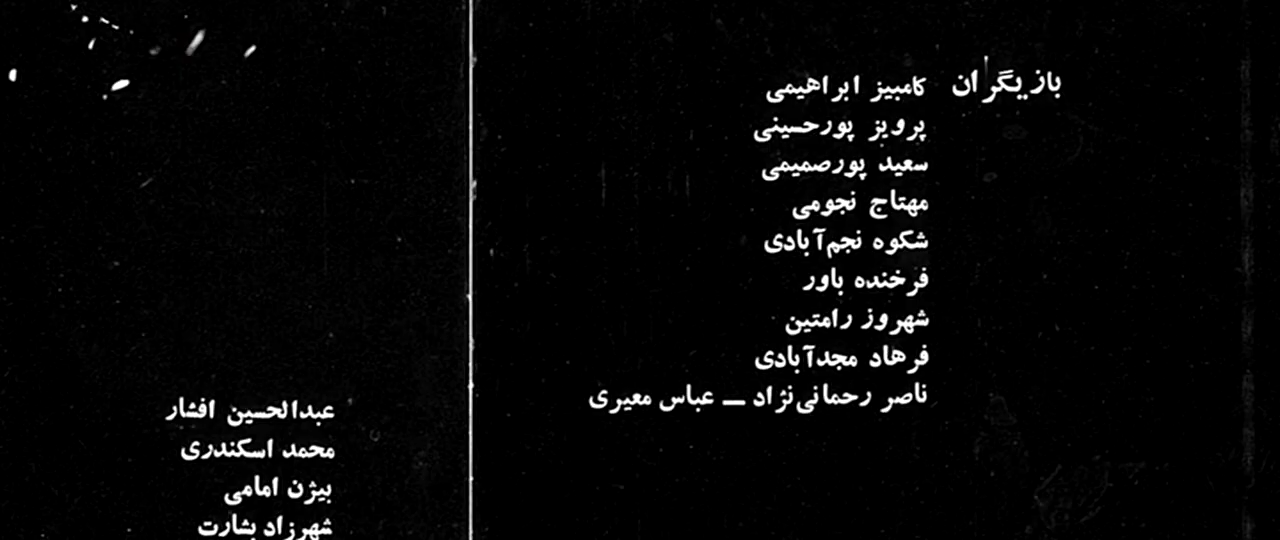 بازیگران کامبیز ابراهیمی
پرویز پورحسینی
سعید پورصمیمی
مهتاج نجومی
شکوه نجم‌آبادی
فرخنده باور
شهروز رامتین
فرهاد مجدآبادی
ناصر رحمانی‌نژاد ــ عباس معیری
عبدالحسین افشار
محمد اسکندری
بیژن امامی
شهرزاد بشارت